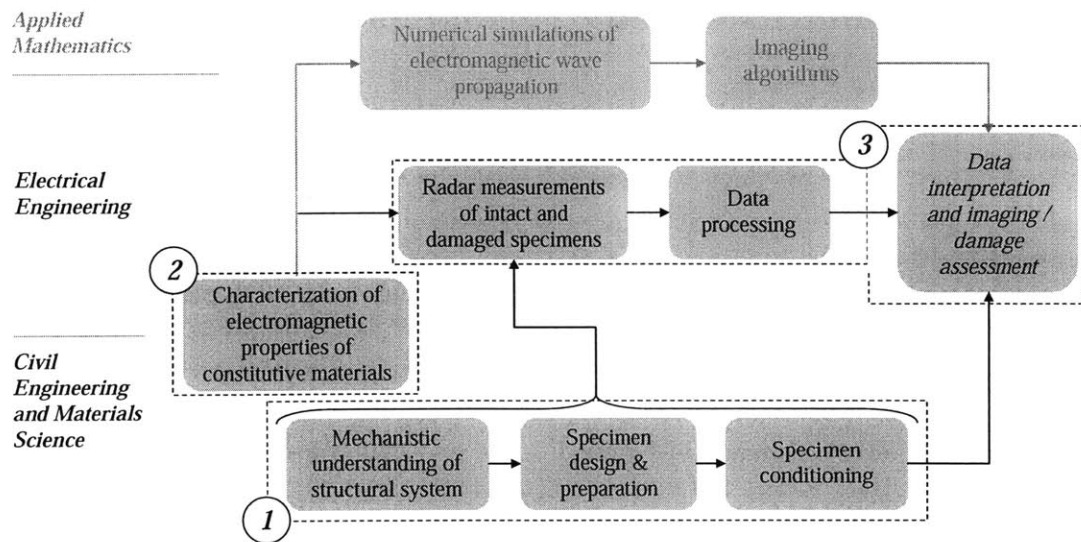 Applied
Mathematics
Numerical simulations of
electromagnetic wave
propagation
Imaging
algorithms
3
Electrical
Engineering
Radar measurements
of intact and
damaged specimens
Data
processing
Data
interpretation
and imaging /
damage
assessment
2
Characterization of
electromagnetic
properties of
constitutive materials
Civil
Engineering
and Materials
Science
Mechanistic
understanding of
structural system
Specimen
design &
preparation
Specimen
conditioning
1